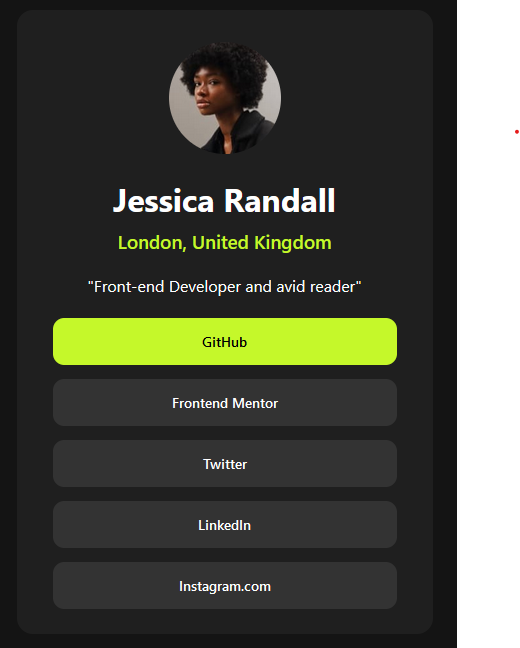 Jessica Randall
London, United Kingdom
"Front-end Developer and avid reader"
GitHub
Frontend Mentor
Twitter
LinkedIn
Instagram.com